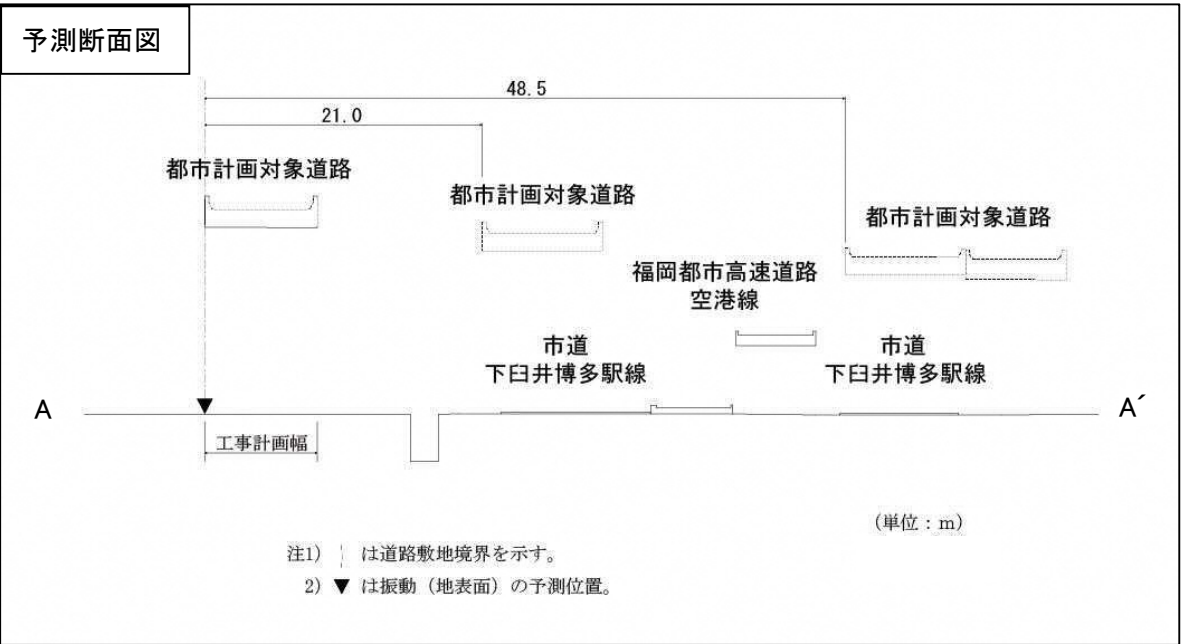 予測断面図
48.5
21.0
都市計画対象道路
都市計画対象道路
都市計画対象道路
福岡都市高速道路
空港線
市道
下臼井博多駅線
市道
下臼井博多駅線
A
A´
工事計画幅
(単位：m)
注1) ¦ は道路敷地境界を示す。
2) ▼ は振動（地表面）の予測位置。